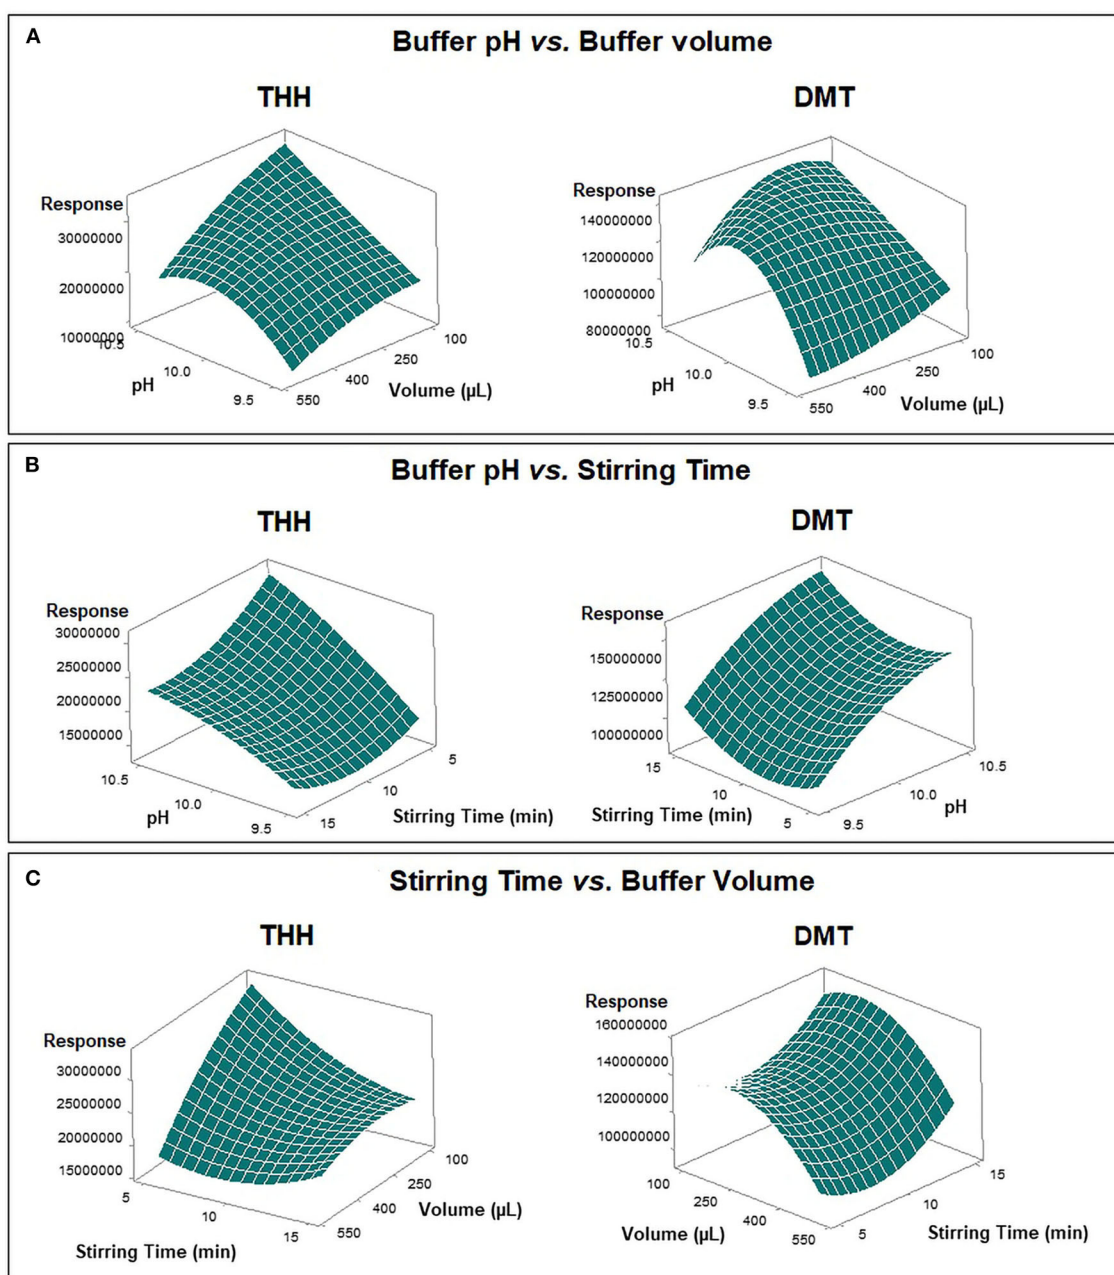 A
Buffer pH vs. Buffer volume
THH
DMT
Response
30000000
20000000
10000000
10.5
10.0
9.5
pH
550
400
250
100
Volume (µL)
Response
140000000
120000000
100000000
80000000
10.5
10.0
9.5
pH
550
400
250
100
Volume (µL)
B
Buffer pH vs. Stirring Time
THH
DMT
Response
30000000
25000000
20000000
15000000
10.5
10.0
9.5
pH
15
10
5
Stirring Time (min)
Response
150000000
125000000
100000000
15
10
5
Stirring Time (min)
9.5
10.0
10.5
pH
C
Stirring Time vs. Buffer Volume
THH
DMT
Response
30000000
25000000
20000000
15000000
5
10
15
Stirring Time (min)
550
400
250
100
Volume (µL)
Response
160000000
140000000
120000000
100000000
100
250
400
550
Volume (µL)
5
10
15
Stirring Time (min)